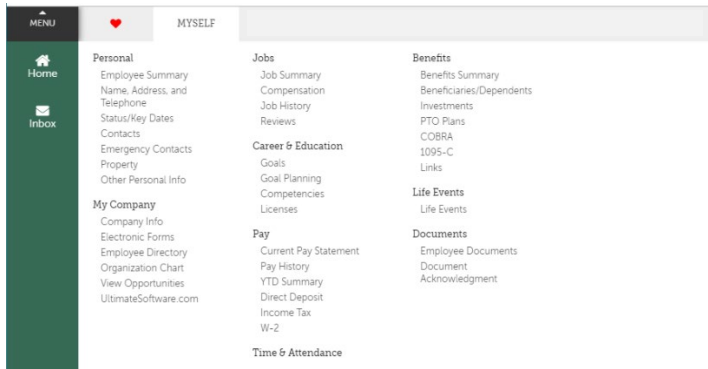 MENU
MYSELF
Home
Inbox
Personal
Employee Summary
Name, Address, and
Telephone
Status/Key Dates
Contacts
Emergency Contacts
Property
Other Personal Info
My Company
Company Info
Electronic Forms
Employee Directory
Organization Chart
View Opportunities
UltimateSoftware.com
Jobs
Job Summary
Compensation
Job History
Reviews
Career & Education
Goals
Goal Planning
Competencies
Licenses
Pay
Current Pay Statement
Pay History
YTD Summary
Direct Deposit
Income Tax
W-2
Time & Attendance
Benefits
Benefits Summary
Beneficiaries/Dependents
Investments
PTO Plans
COBRA
1095-C
Links
Life Events
Life Events
Documents
Employee Documents
Document
Acknowledgment